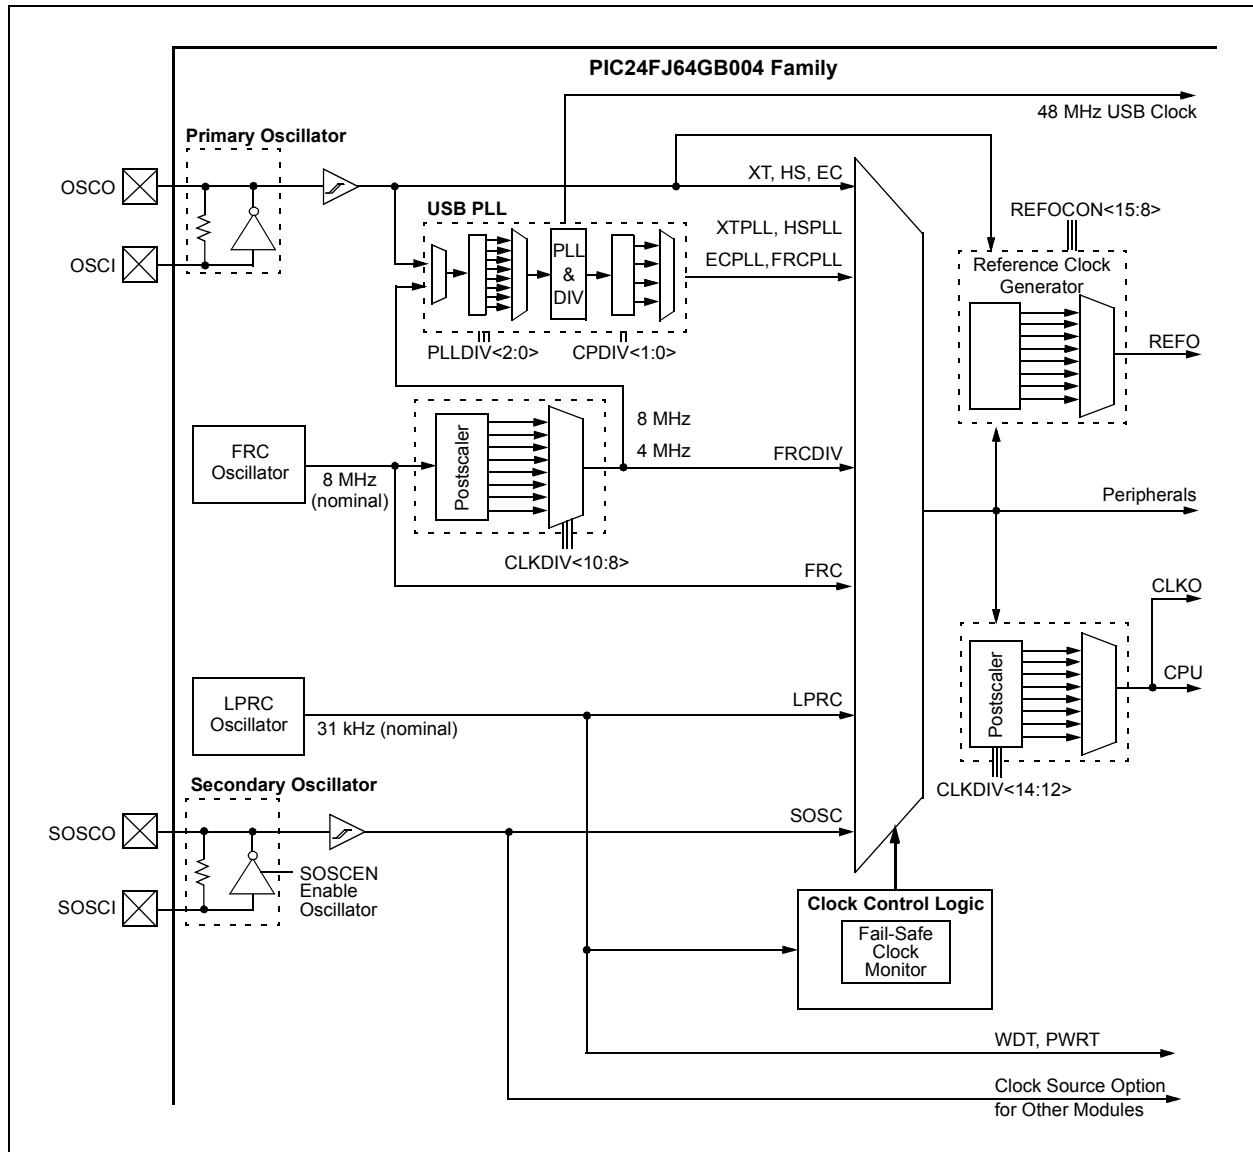 PIC24FJ64GB004 Family
48 MHz USB Clock
Primary Oscillator
OSCO
OSCI
XT, HS, EC
USB PLL
XTPLL, HSPLL
ECPLL,FRCPLL
PLL
&
DIV
PLLDIV<2:0>
CPDIV<1:0>
REFOCON<15:8>
Reference Clock
Generator
REFO
FRC
Oscillator
8 MHz
(nominal)
Postscaler
8 MHz
4 MHz
FRCDIV
CLKDIV<10:8>
Peripherals
FRC
CLKO
CPU
Postscaler
CLKDIV<14:12>
LPRC
Oscillator
31 kHz (nominal)
LPRC
Secondary Oscillator
SOSCO
SOSCI
SOSCEN
Enable
Oscillator
SOSC
Clock Control Logic
Fail-Safe
Clock
Monitor
WDT, PWRT
Clock Source Option
for Other Modules